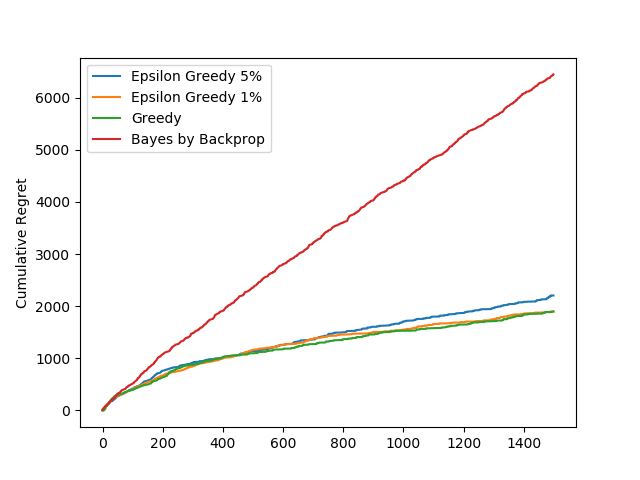 Epsilon Greedy 5%
Epsilon Greedy 1%
Greedy
Bayes by Backprop
Cumulative Regret
6000
5000
4000
3000
2000
1000
0
0 200 400 600 800 1000 1200 1400